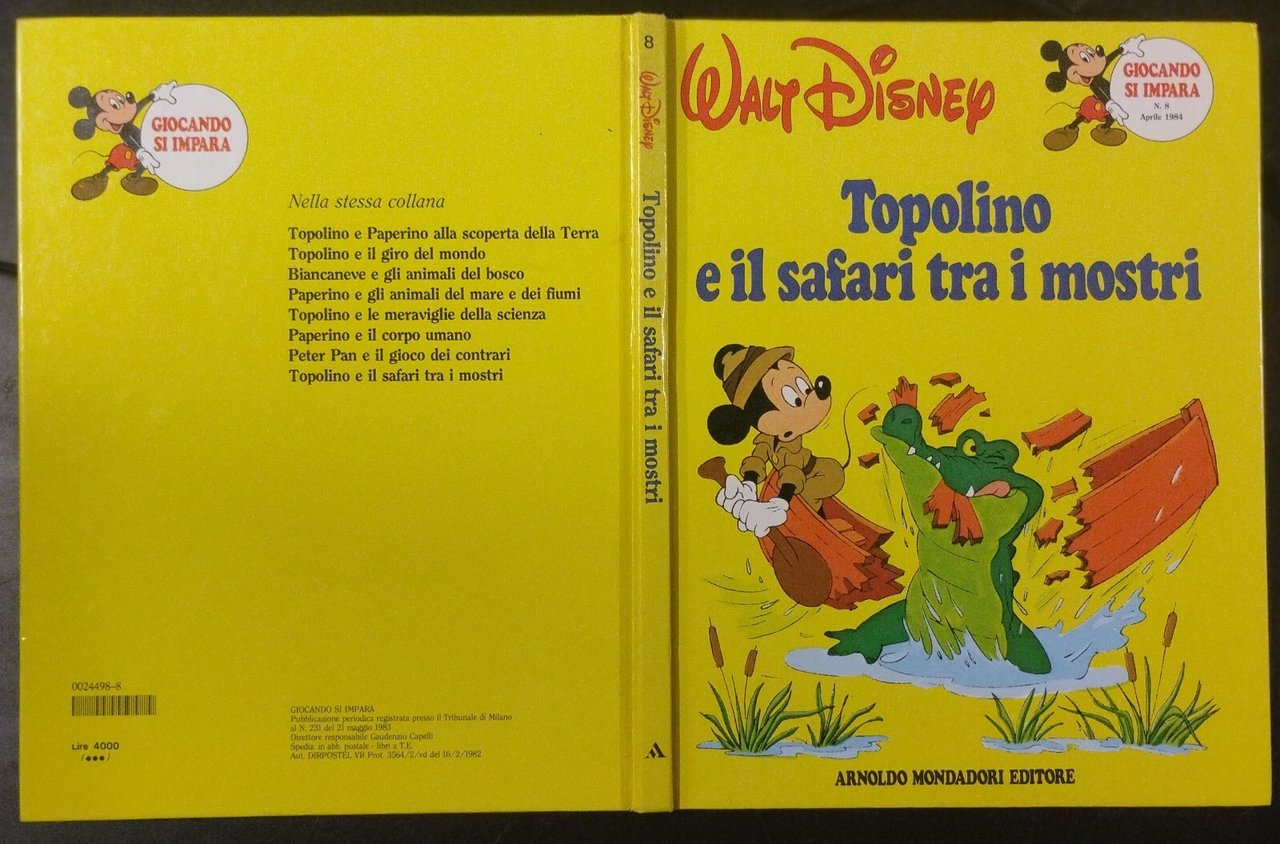 GIOCANDO
SI IMPARA
Nella stessa collana
Topolino e Paperino alla scoperta della Terra
Topolino e il giro del mondo
Biancaneve e gli animali del bosco
Paperino e gli animali del mare e dei fiumi
Topolino e le meraviglie della scienza
Paperino e il corpo umano
Peter Pan e il gioco dei contrari
Topolino e il safari tra i mostri
0024498-8
Lire 4000
GIOCANDO SI IMPARA
Pubblicazione periodica registrata presso il Tribunale di Milano
al N. 231 del 21 maggio 1983
Direttore responsabile Gaudenzio Capelli
Spediz. in abb. postale - libri a T.E.
Aut. DIRPOSTEL VR Prot. 3564/2/vd del 16/2/1982
8
WALT DISNEY
Topolino e il safari tra i mostri
WALT DISNEY
GIOCANDO
SI IMPARA
N. 8
Aprile 1984
Topolino
e il safari tra i mostri
ARNOLDO MONDADORI EDITORE